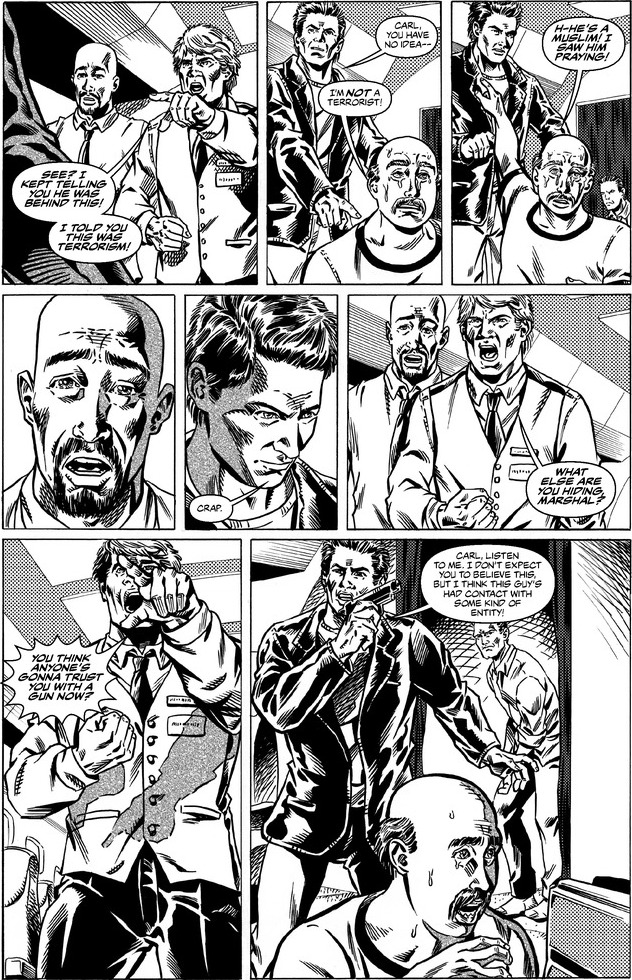 SEE? I
KEPT TELLING
YOU HE WAS
BEHIND THIS!
I TOLD YOU
THIS WAS
TERRORISM!
CARL,
YOU HAVE
NO IDEA--
I'M NOT A
TERRORIST!
H-HE'S A
MUSLIM! I
SAW HIM
PRAYING!
CRAP.
WHAT
ELSE ARE
YOU HIDING,
MARSHAL?
YOU THINK
ANYONE'S
GONNA TRUST
YOU WITH A
GUN NOW?
CARL, LISTEN
TO ME. I DON'T EXPECT
YOU TO BELIEVE THIS,
BUT I THINK THIS GUY'S
HAD CONTACT WITH
SOME KIND OF
ENTITY!